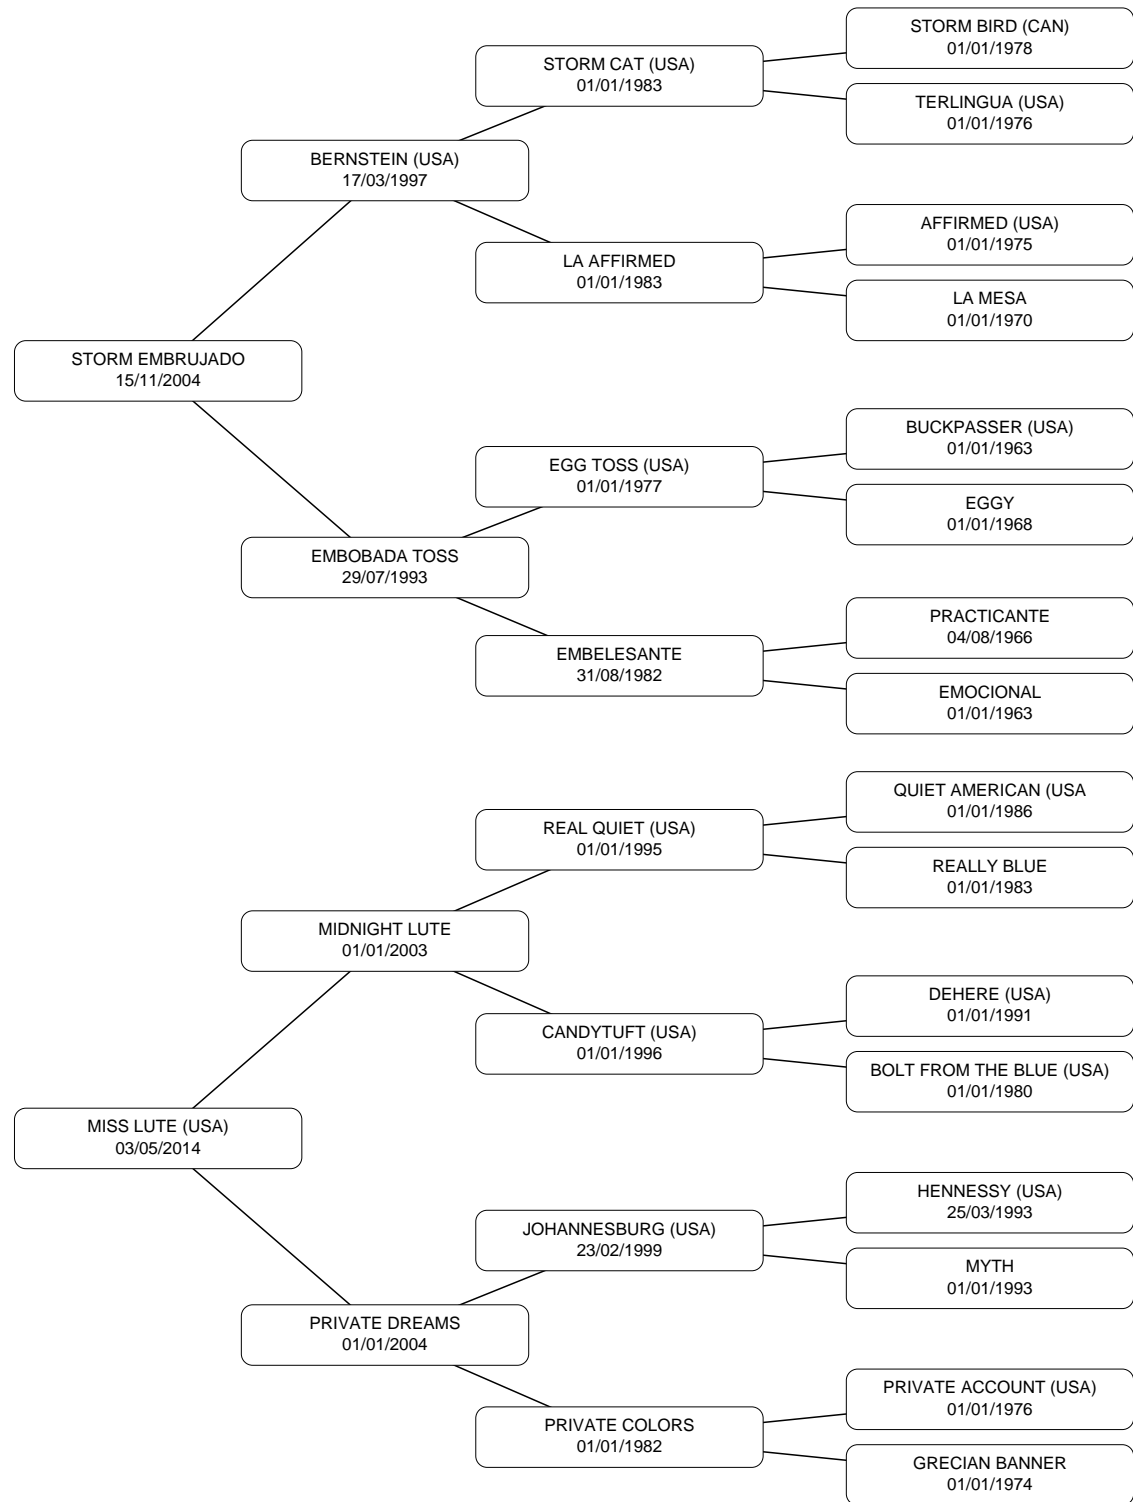 STORM BIRD (CAN)
01/01/1978
STORM CAT (USA)
01/01/1983
TERLINGUA (USA)
01/01/1976
BERNSTEIN (USA)
17/03/1997
AFFIRMED (USA)
01/01/1975
LA AFFIRMED
01/01/1983
LA MESA
01/01/1970
STORM EMBRUJADO
15/11/2004
BUCKPASSER (USA)
01/01/1963
EGG TOSS (USA)
01/01/1977
EGGY
01/01/1968
EMBOBADA TOSS
29/07/1993
PRACTICANTE
04/08/1966
EMBELESANTE
31/08/1982
EMOCIONAL
01/01/1963
QUIET AMERICAN (USA
01/01/1986
REAL QUIET (USA)
01/01/1995
REALLY BLUE
01/01/1983
MIDNIGHT LUTE
01/01/2003
DEHERE (USA)
01/01/1991
CANDYTUFT (USA)
01/01/1996
BOLT FROM THE BLUE (USA)
01/01/1980
MISS LUTE (USA)
03/05/2014
HENNESSY (USA)
25/03/1993
JOHANNESBURG (USA)
23/02/1999
MYTH
01/01/1993
PRIVATE DREAMS
01/01/2004
PRIVATE ACCOUNT (USA)
01/01/1976
PRIVATE COLORS
01/01/1982
GRECIAN BANNER
01/01/1974